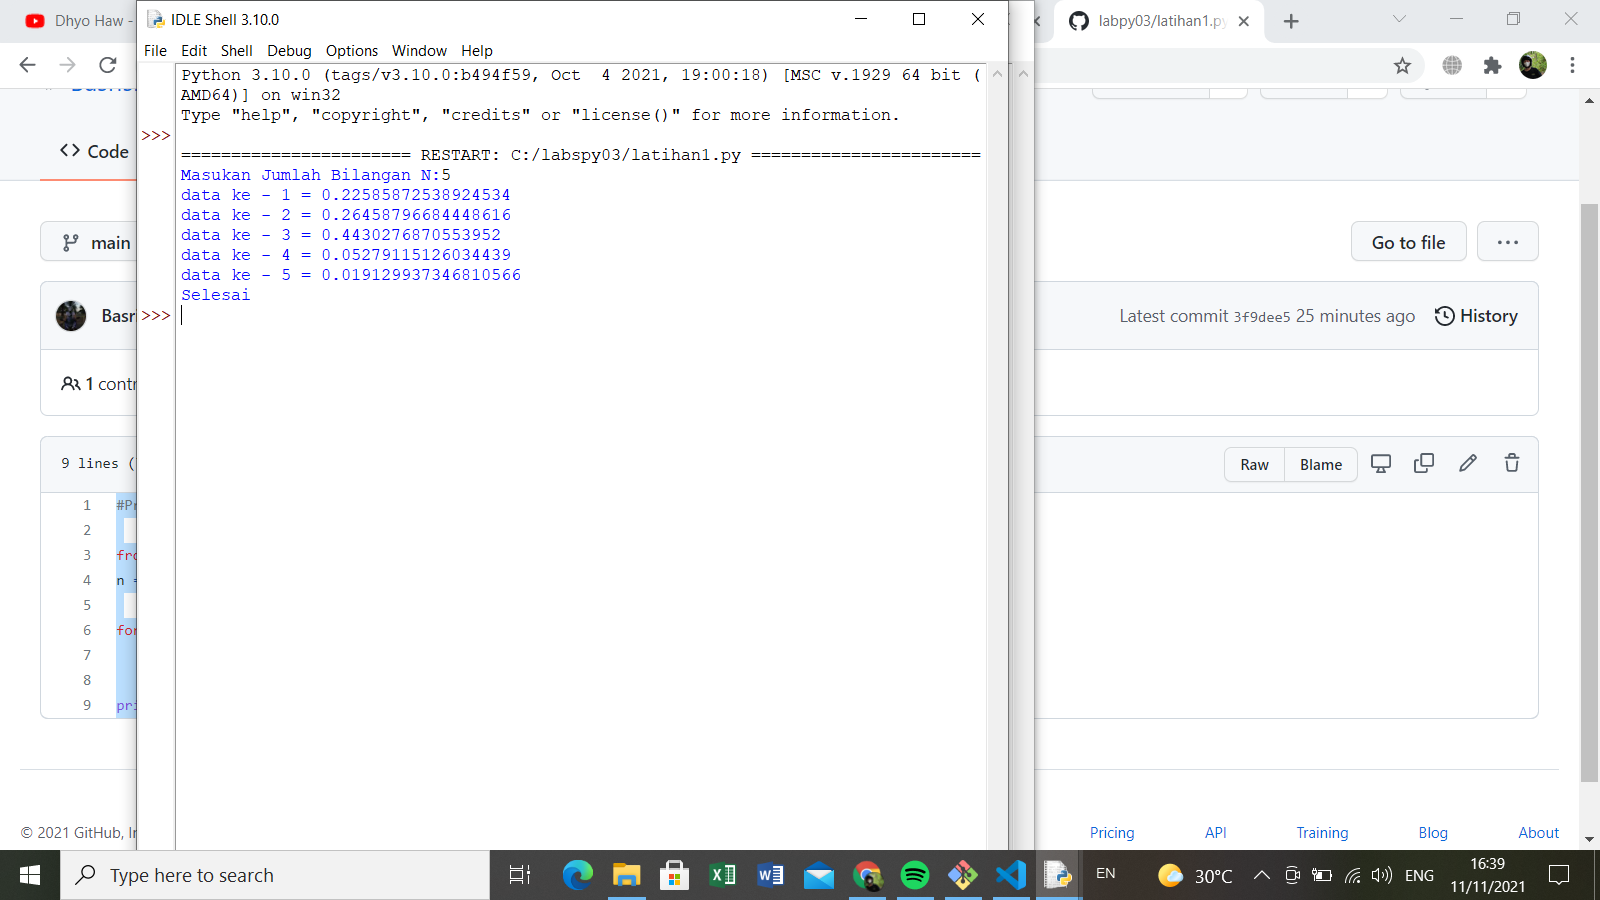 Dhyo Haw -
IDLE Shell 3.10.0
labpy03/latihan1.py
File Edit Shell Debug Options Window Help
Python 3.10.0 (tags/v3.10.0:b494f59, Oct  4 2021, 19:00:18) [MSC v.1929 64 bit (
AMD64)] on win32
Type "help", "copyright", "credits" or "license()" for more information.
>>>
======================= RESTART: C:/labspy03/latihan1.py =======================
Masukan Jumlah Bilangan N:5
data ke - 1 = 0.22585872538924534
data ke - 2 = 0.26458796684448616
data ke - 3 = 0.4430276870553952
data ke - 4 = 0.05279115126034439
data ke - 5 = 0.019129937346810566
Selesai
>>>
<> Code
main
Go to file
...
Basr
Latest commit 3f9dee5 25 minutes ago
History
1 contr
9 lines (
Raw
Blame
1 #Pr
2
3 fro
4 n =
5
6 for
7
8
9 pri
© 2021 GitHub, In
Pricing
API
Training
Blog
About
Type here to search
EN
30°C
ENG
16:39
11/11/2021